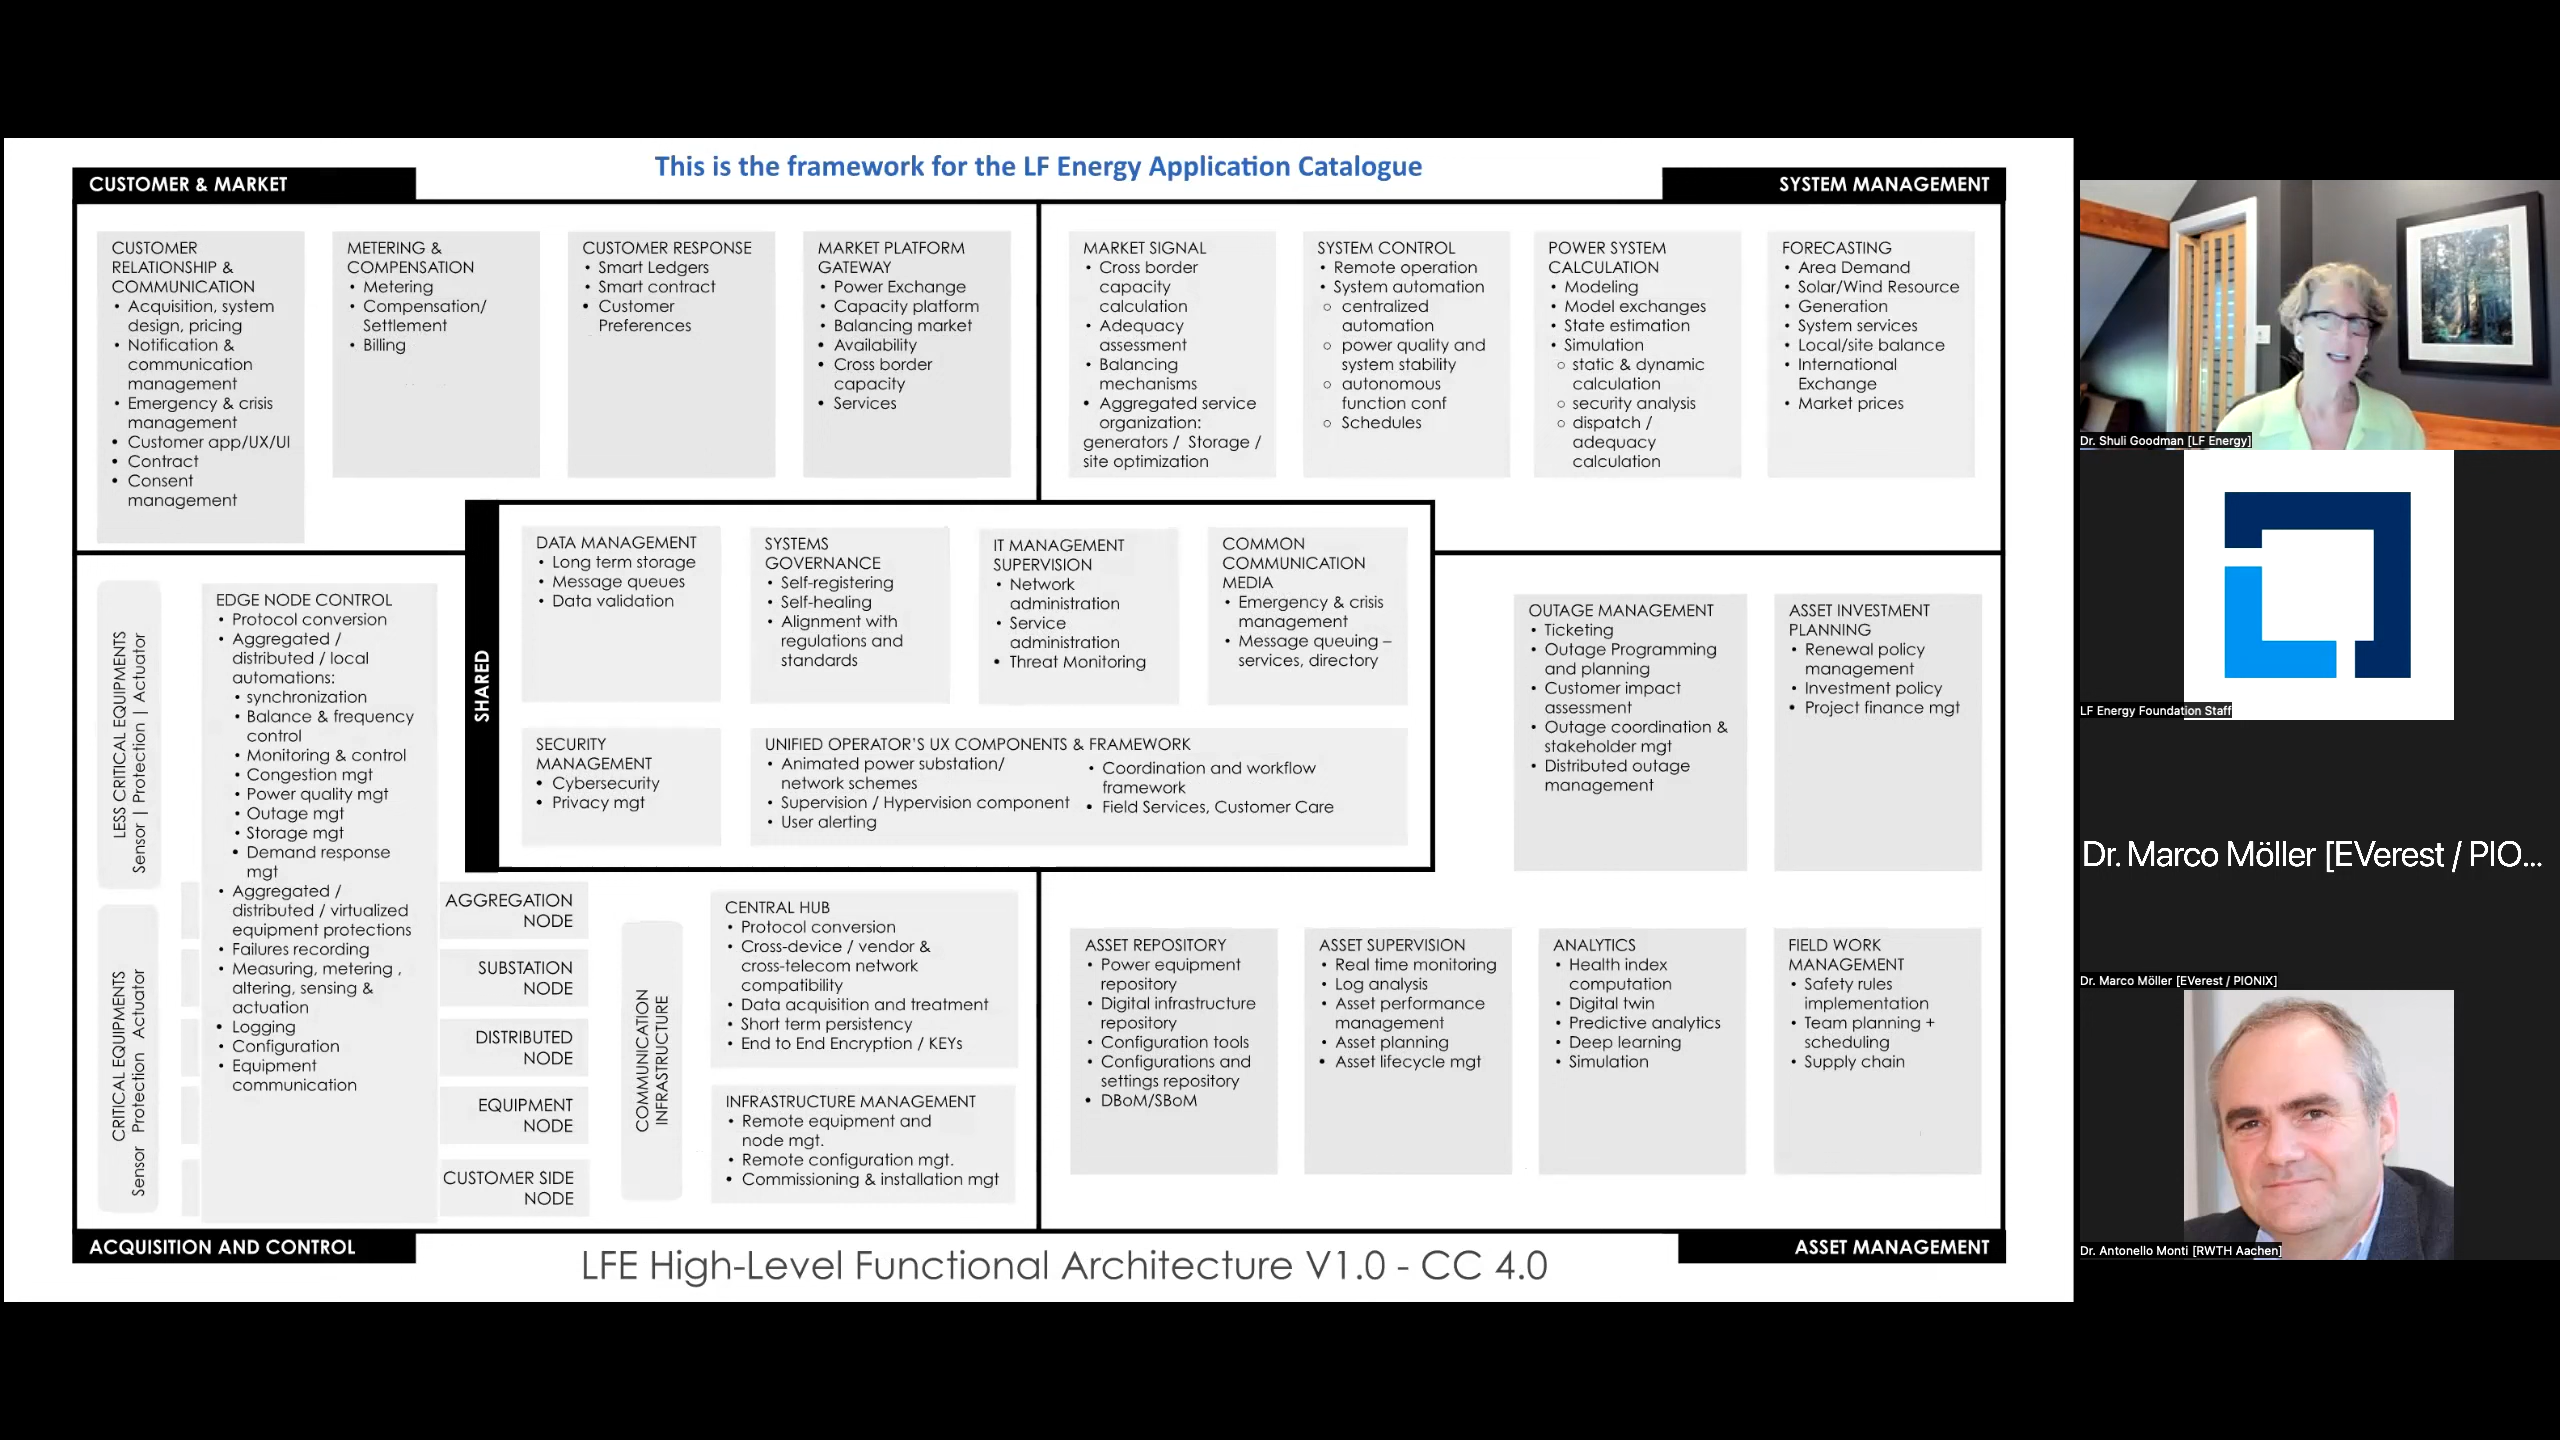 This is the framework for the LF Energy Application Catalogue
CUSTOMER & MARKET
SYSTEM MANAGEMENT
CUSTOMER
RELATIONSHIP &
COMMUNICATION
• Acquisition, system
design, pricing
• Notification &
communication
management
• Emergency & crisis
management
• Customer app/UX/UI
• Contract
• Consent
management
METERING &
COMPENSATION
• Metering
• Compensation/
Settlement
• Billing
CUSTOMER RESPONSE
• Smart Ledgers
• Smart contract
• Customer
Preferences
MARKET PLATFORM
GATEWAY
• Power Exchange
• Capacity platform
• Balancing market
• Availability
• Cross border
capacity
• Services
MARKET SIGNAL
• Cross border
capacity
calculation
• Adequacy
assessment
• Balancing
mechanisms
• Aggregated service
organization:
generators / Storage /
site optimization
SYSTEM CONTROL
• Remote operation
• System automation
○ centralized
automation
○ power quality and
system stability
○ autonomous
function conf
○ Schedules
POWER SYSTEM
CALCULATION
• Modeling
• Model exchanges
• State estimation
• Simulation
○ static & dynamic
calculation
○ security analysis
○ dispatch /
adequacy
calculation
FORECASTING
• Area Demand
• Solar/Wind Resource
• Generation
• System services
• Local/site balance
• International
Exchange
• Market prices
SHARED
DATA MANAGEMENT
• Long term storage
• Message queues
• Data validation
SYSTEMS
GOVERNANCE
• Self-registering
• Self-healing
• Alignment with
regulations and
standards
IT MANAGEMENT
SUPERVISION
• Network
administration
• Service
administration
• Threat Monitoring
COMMON
COMMUNICATION
MEDIA
• Emergency & crisis
management
• Message queuing –
services, directory
SECURITY
MANAGEMENT
• Cybersecurity
• Privacy mgt
UNIFIED OPERATOR'S UX COMPONENTS & FRAMEWORK
• Animated power substation/
network schemes
• Supervision / Hypervision component
• User alerting
• Coordination and workflow
framework
• Field Services, Customer Care
LESS CRITICAL EQUIPMENTS
Sensor | Protection | Actuator
CRITICAL EQUIPMENTS
Sensor Protection Actuator
EDGE NODE CONTROL
• Protocol conversion
• Aggregated /
distributed / local
automations:
• synchronization
• Balance & frequency
control
• Monitoring & control
• Congestion mgt
• Power quality mgt
• Outage mgt
• Storage mgt
• Demand response
mgt
• Aggregated /
distributed / virtualized
equipment protections
• Failures recording
• Measuring, metering ,
altering, sensing &
actuation
• Logging
• Configuration
• Equipment
communication
AGGREGATION
NODE
SUBSTATION
NODE
DISTRIBUTED
NODE
EQUIPMENT
NODE
CUSTOMER SIDE
NODE
COMMUNICATION
INFRASTRUCTURE
CENTRAL HUB
• Protocol conversion
• Cross-device / vendor &
cross-telecom network
compatibility
• Data acquisition and treatment
• Short term persistency
• End to End Encryption / KEYs
INFRASTRUCTURE MANAGEMENT
• Remote equipment and
node mgt.
• Remote configuration mgt.
• Commissioning & installation mgt
OUTAGE MANAGEMENT
• Ticketing
• Outage Programming
and planning
• Customer impact
assessment
• Outage coordination &
stakeholder mgt
• Distributed outage
management
ASSET INVESTMENT
PLANNING
• Renewal policy
management
• Investment policy
• Project finance mgt
ASSET REPOSITORY
• Power equipment
repository
• Digital infrastructure
repository
• Configuration tools
• Configurations and
settings repository
• DBoM/SBoM
ASSET SUPERVISION
• Real time monitoring
• Log analysis
• Asset performance
management
• Asset planning
• Asset lifecycle mgt
ANALYTICS
• Health index
computation
• Digital twin
• Predictive analytics
• Deep learning
• Simulation
FIELD WORK
MANAGEMENT
• Safety rules
implementation
• Team planning +
scheduling
• Supply chain
ACQUISITION AND CONTROL
LFE High-Level Functional Architecture V1.0 - CC 4.0
ASSET MANAGEMENT
Dr. Shuli Goodman [LF Energy]
LF Energy Foundation Staff
Dr. Marco Möller [EVerest / PIO...
Dr. Marco Möller [EVerest / PIONIX]
Dr. Antonello Monti [RWTH Aachen]